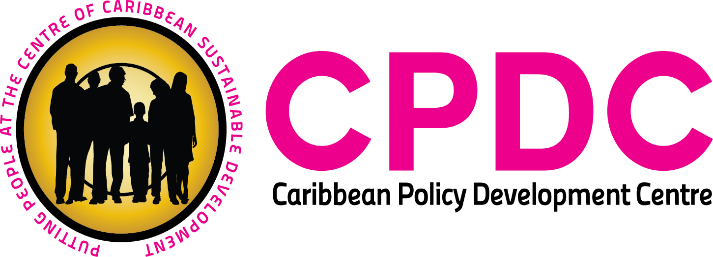 PUTTING PEOPLE AT THE CENTRE OF CARIBBEAN SUSTAINABLE DEVELOPMENT
CPDC
Caribbean Policy Development Centre